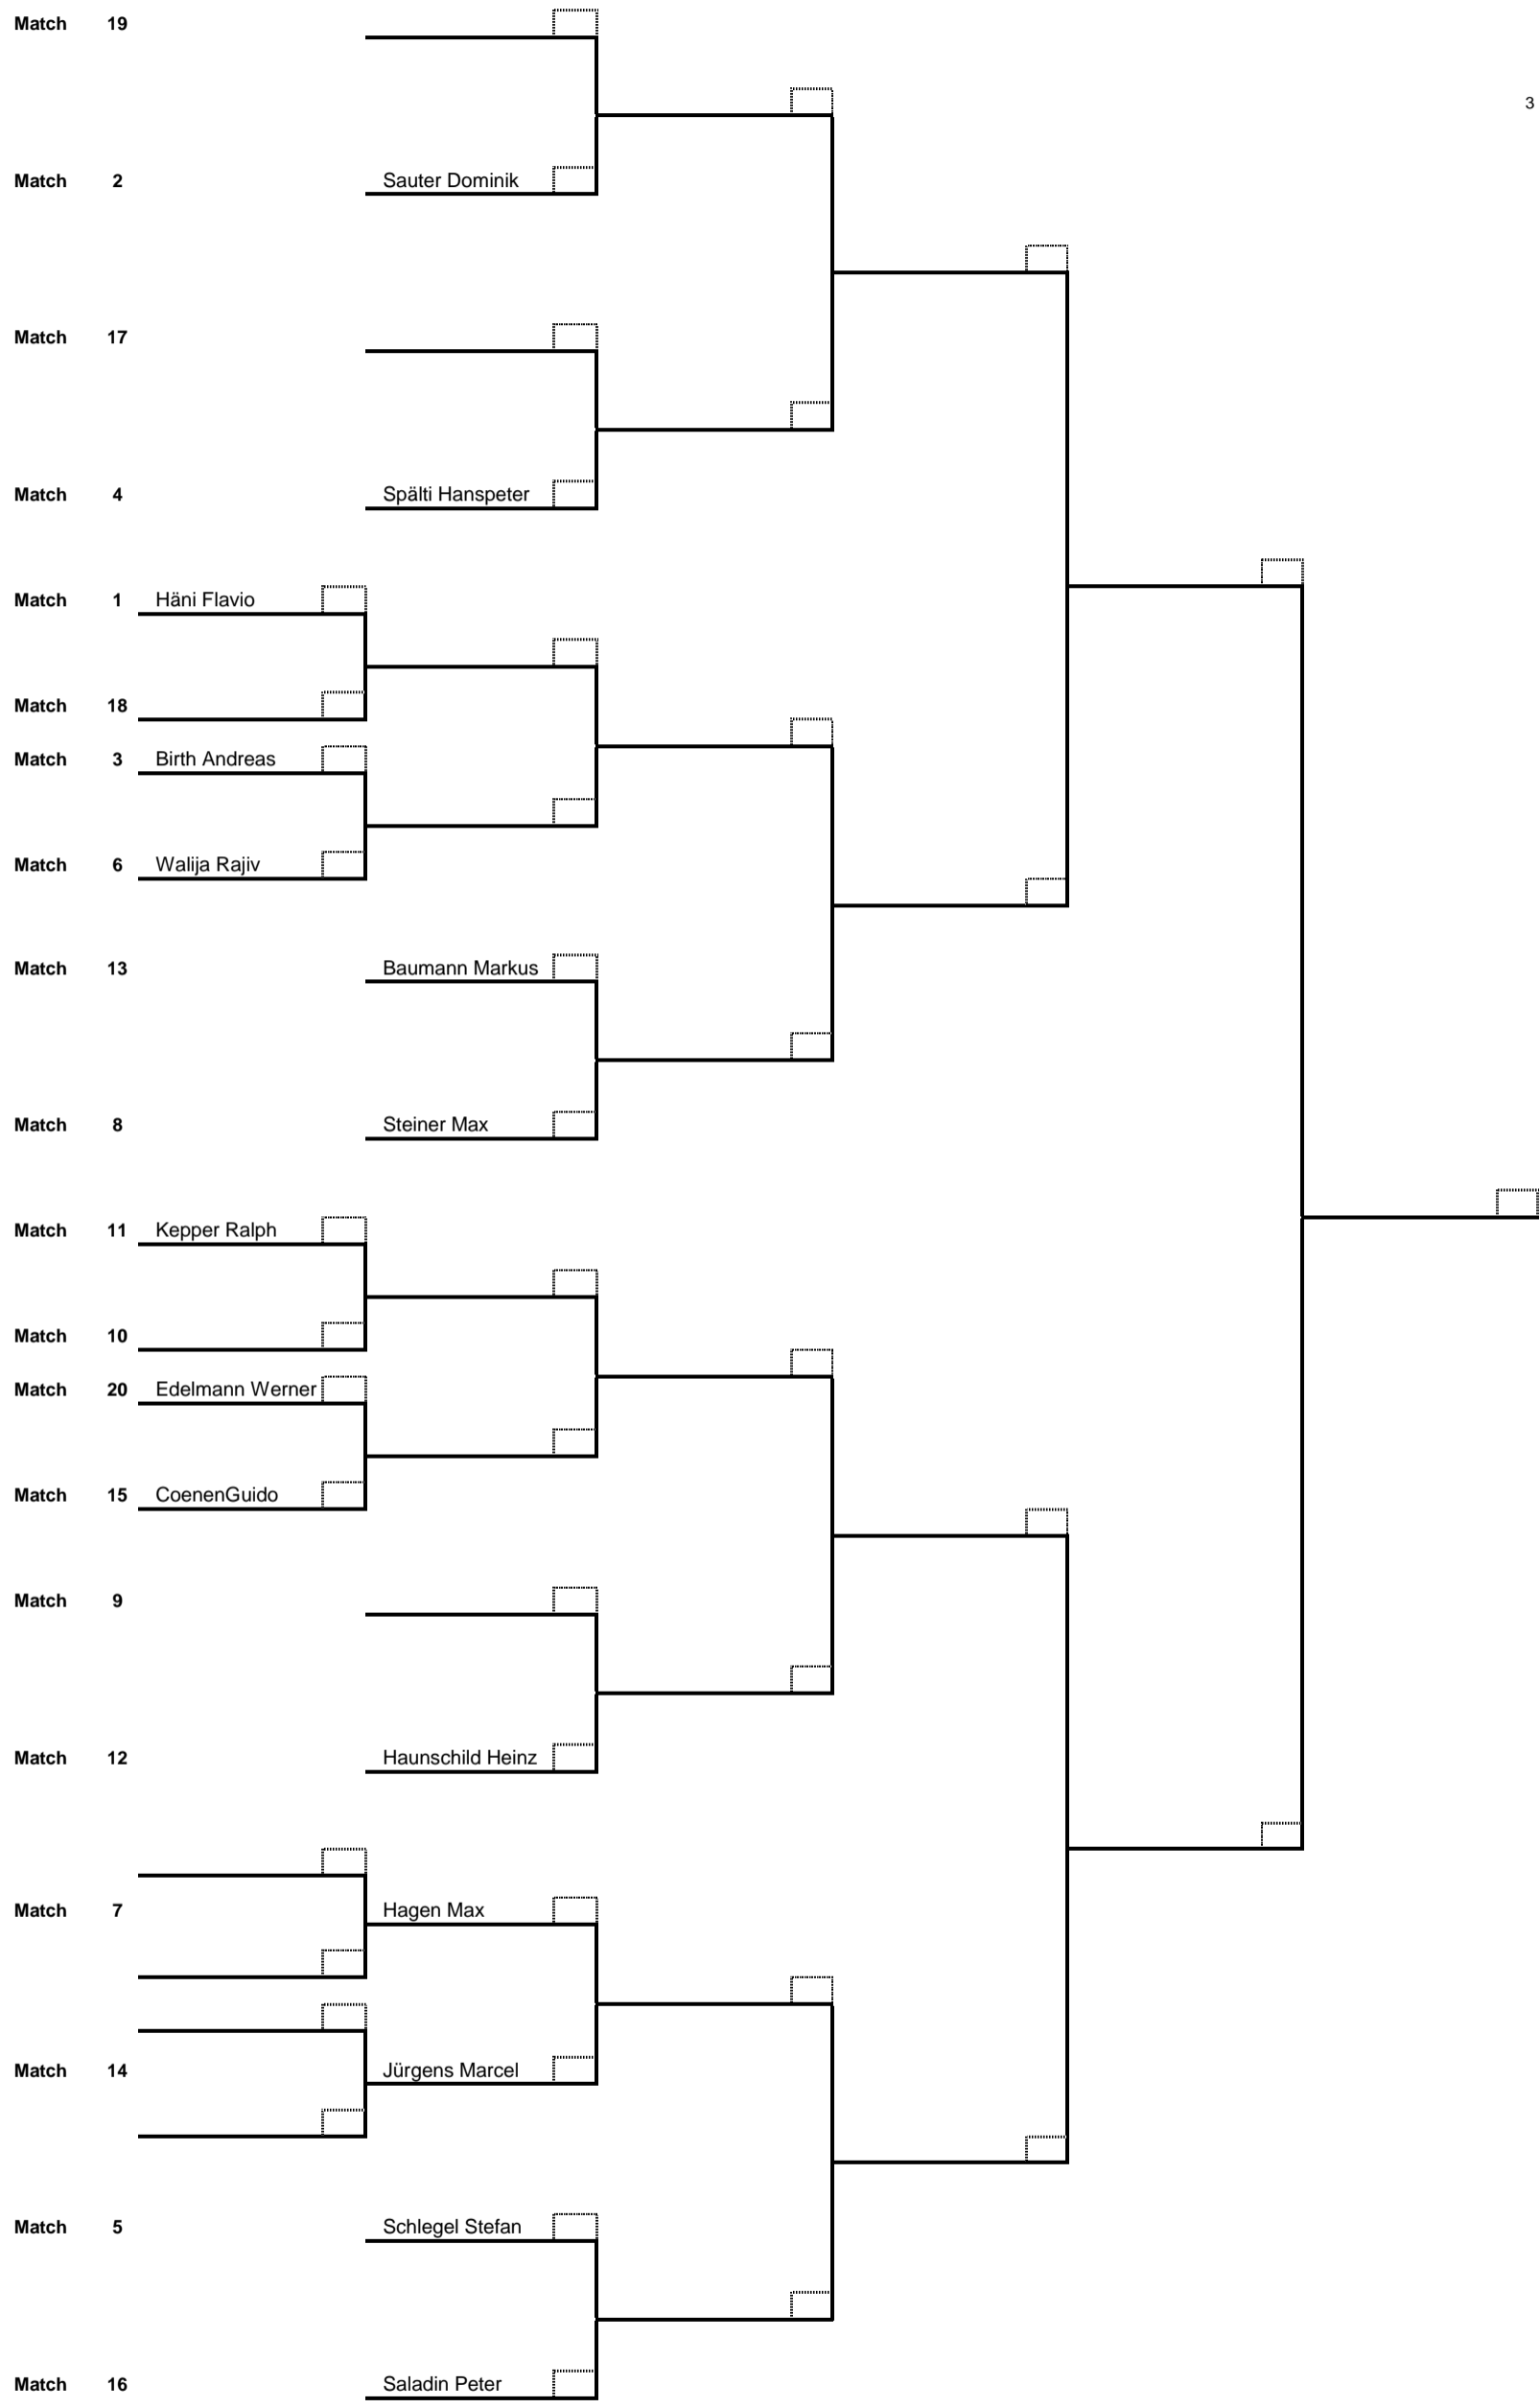 Match 19
3
Match 2 Sauter Dominik
Match 17
Match 4 Spälti Hanspeter
Match 1 Häni Flavio
Match 18
Match 3 Birth Andreas
Match 6 Walija Rajiv
Match 13 Baumann Markus
Match 8 Steiner Max
Match 11 Kepper Ralph
Match 10
Match 20 Edelmann Werner
Match 15 CoenenGuido
Match 9
Match 12 Haunschild Heinz
Match 7 Hagen Max
Match 14 Jürgens Marcel
Match 5 Schlegel Stefan
Match 16 Saladin Peter